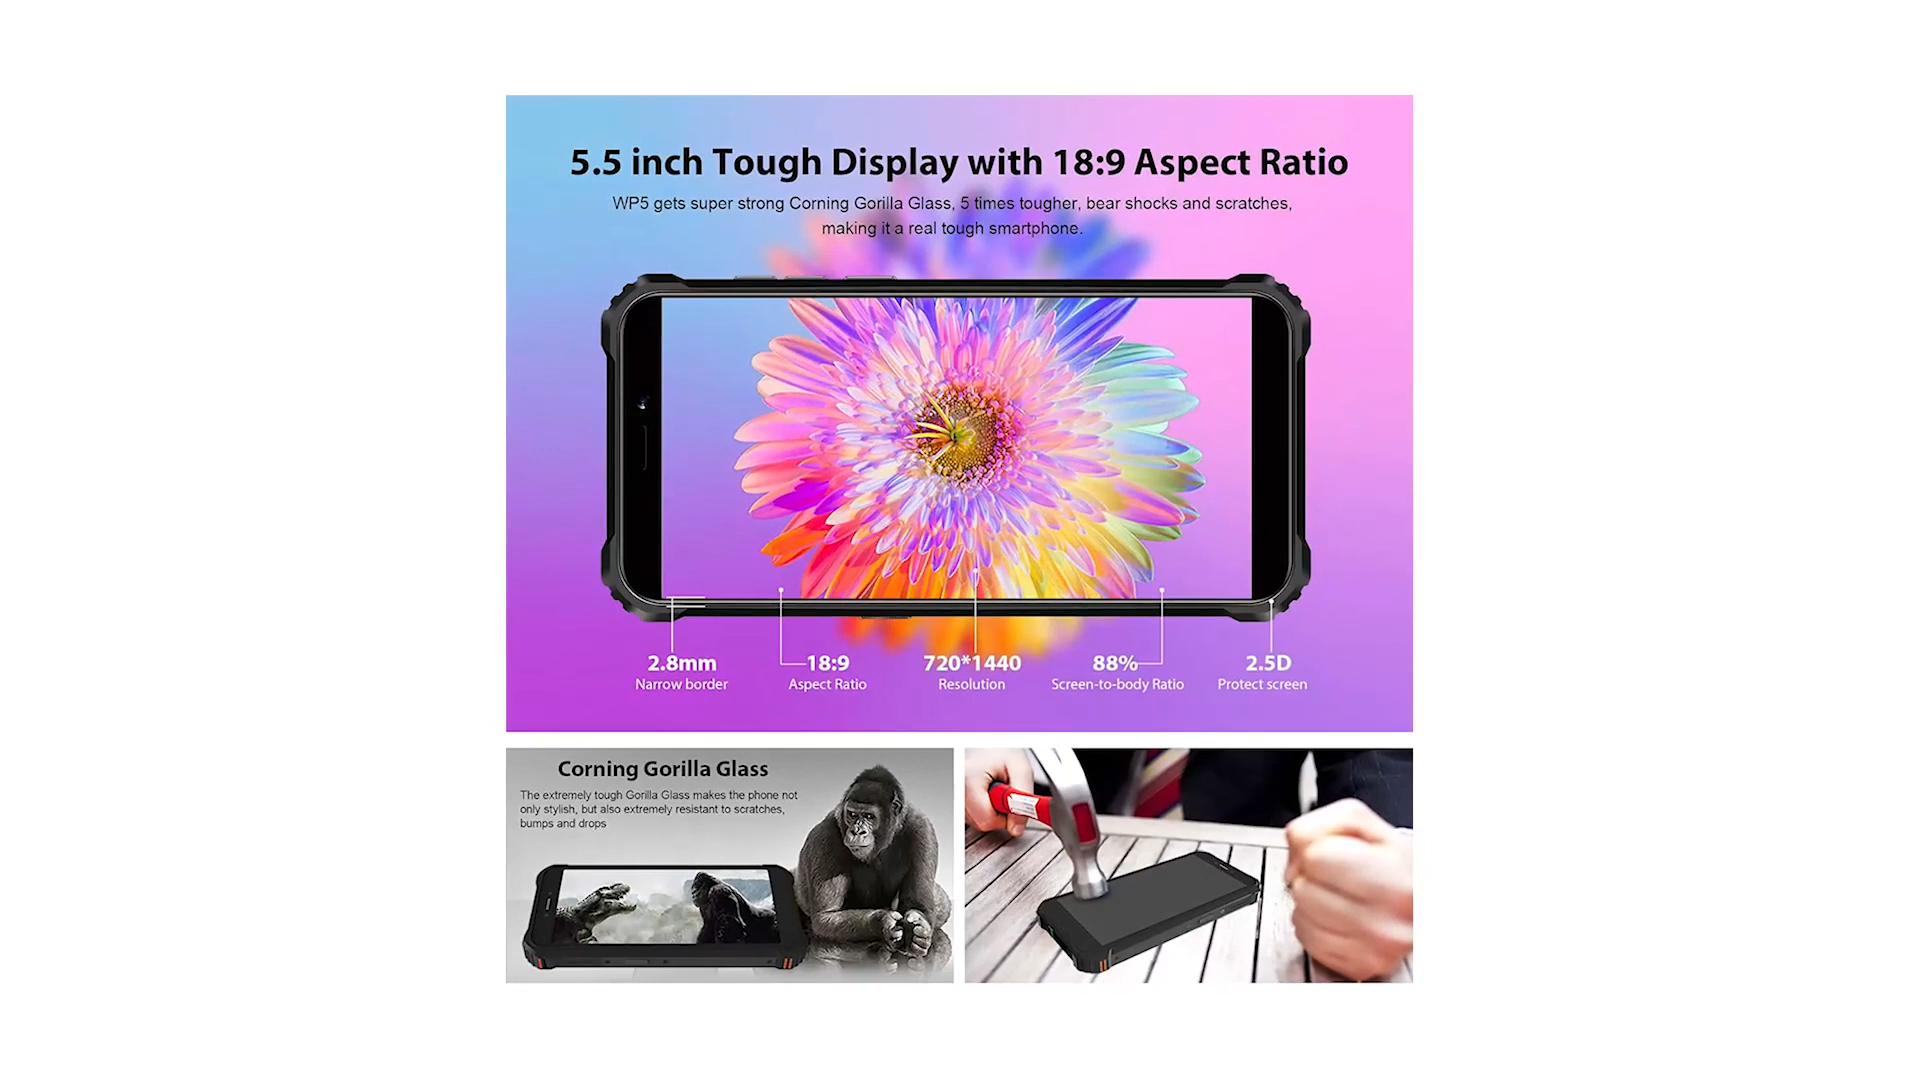 5.5 inch Tough Display with 18:9 Aspect Ratio
WP5 gets super strong Corning Gorilla Glass, 5 times tougher, bear shocks and scratches,
making it a real tough smartphone.
2.8mm
Narrow border
18:9
Aspect Ratio
720*1440
Resolution
88%
Screen-to-body Ratio
2.5D
Protect screen
Corning Gorilla Glass
The extremely tough Gorilla Glass makes the phone not
only stylish, but also extremely resistant to scratches,
bumps and drops